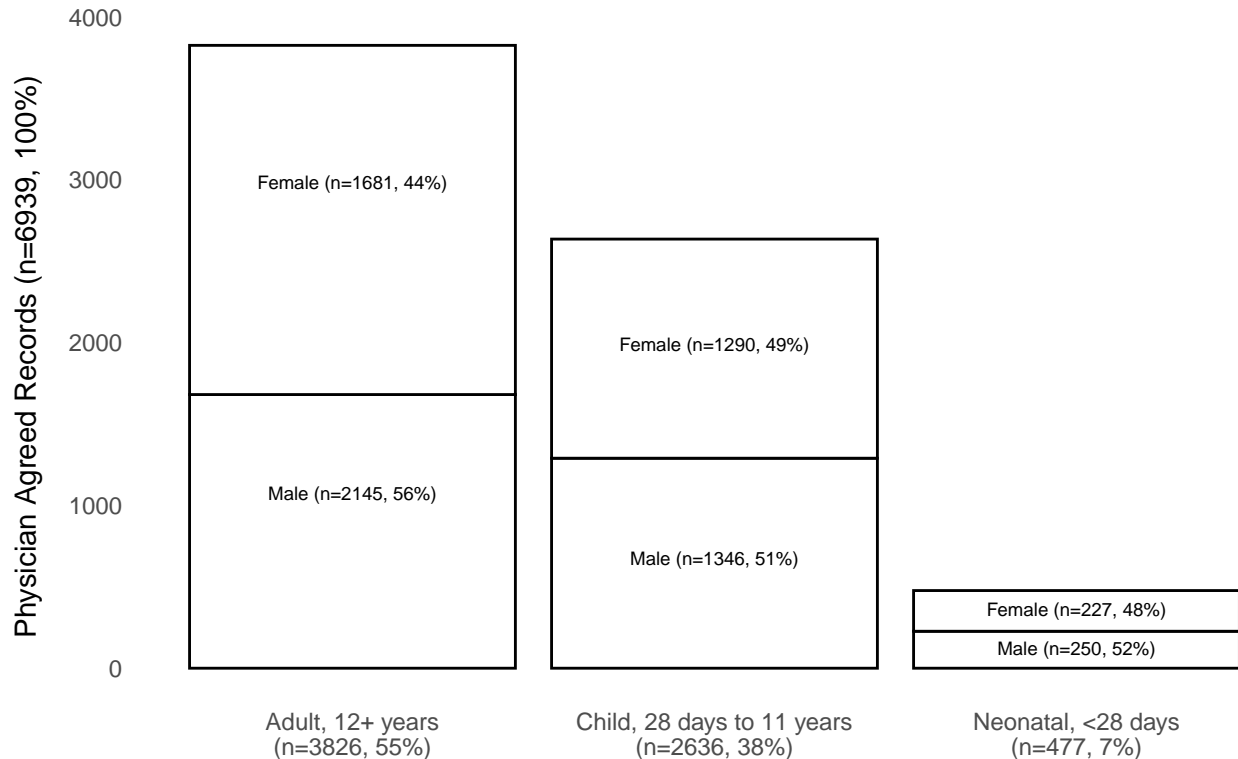 Physician Agreed Records (n=6939, 100%)
4000
3000
2000
1000
0
Female (n=1681, 44%)
Male (n=2145, 56%)
Female (n=1290, 49%)
Male (n=1346, 51%)
Female (n=227, 48%)
Male (n=250, 52%)
Adult, 12+ years
(n=3826, 55%)
Child, 28 days to 11 years
(n=2636, 38%)
Neonatal, <28 days
(n=477, 7%)